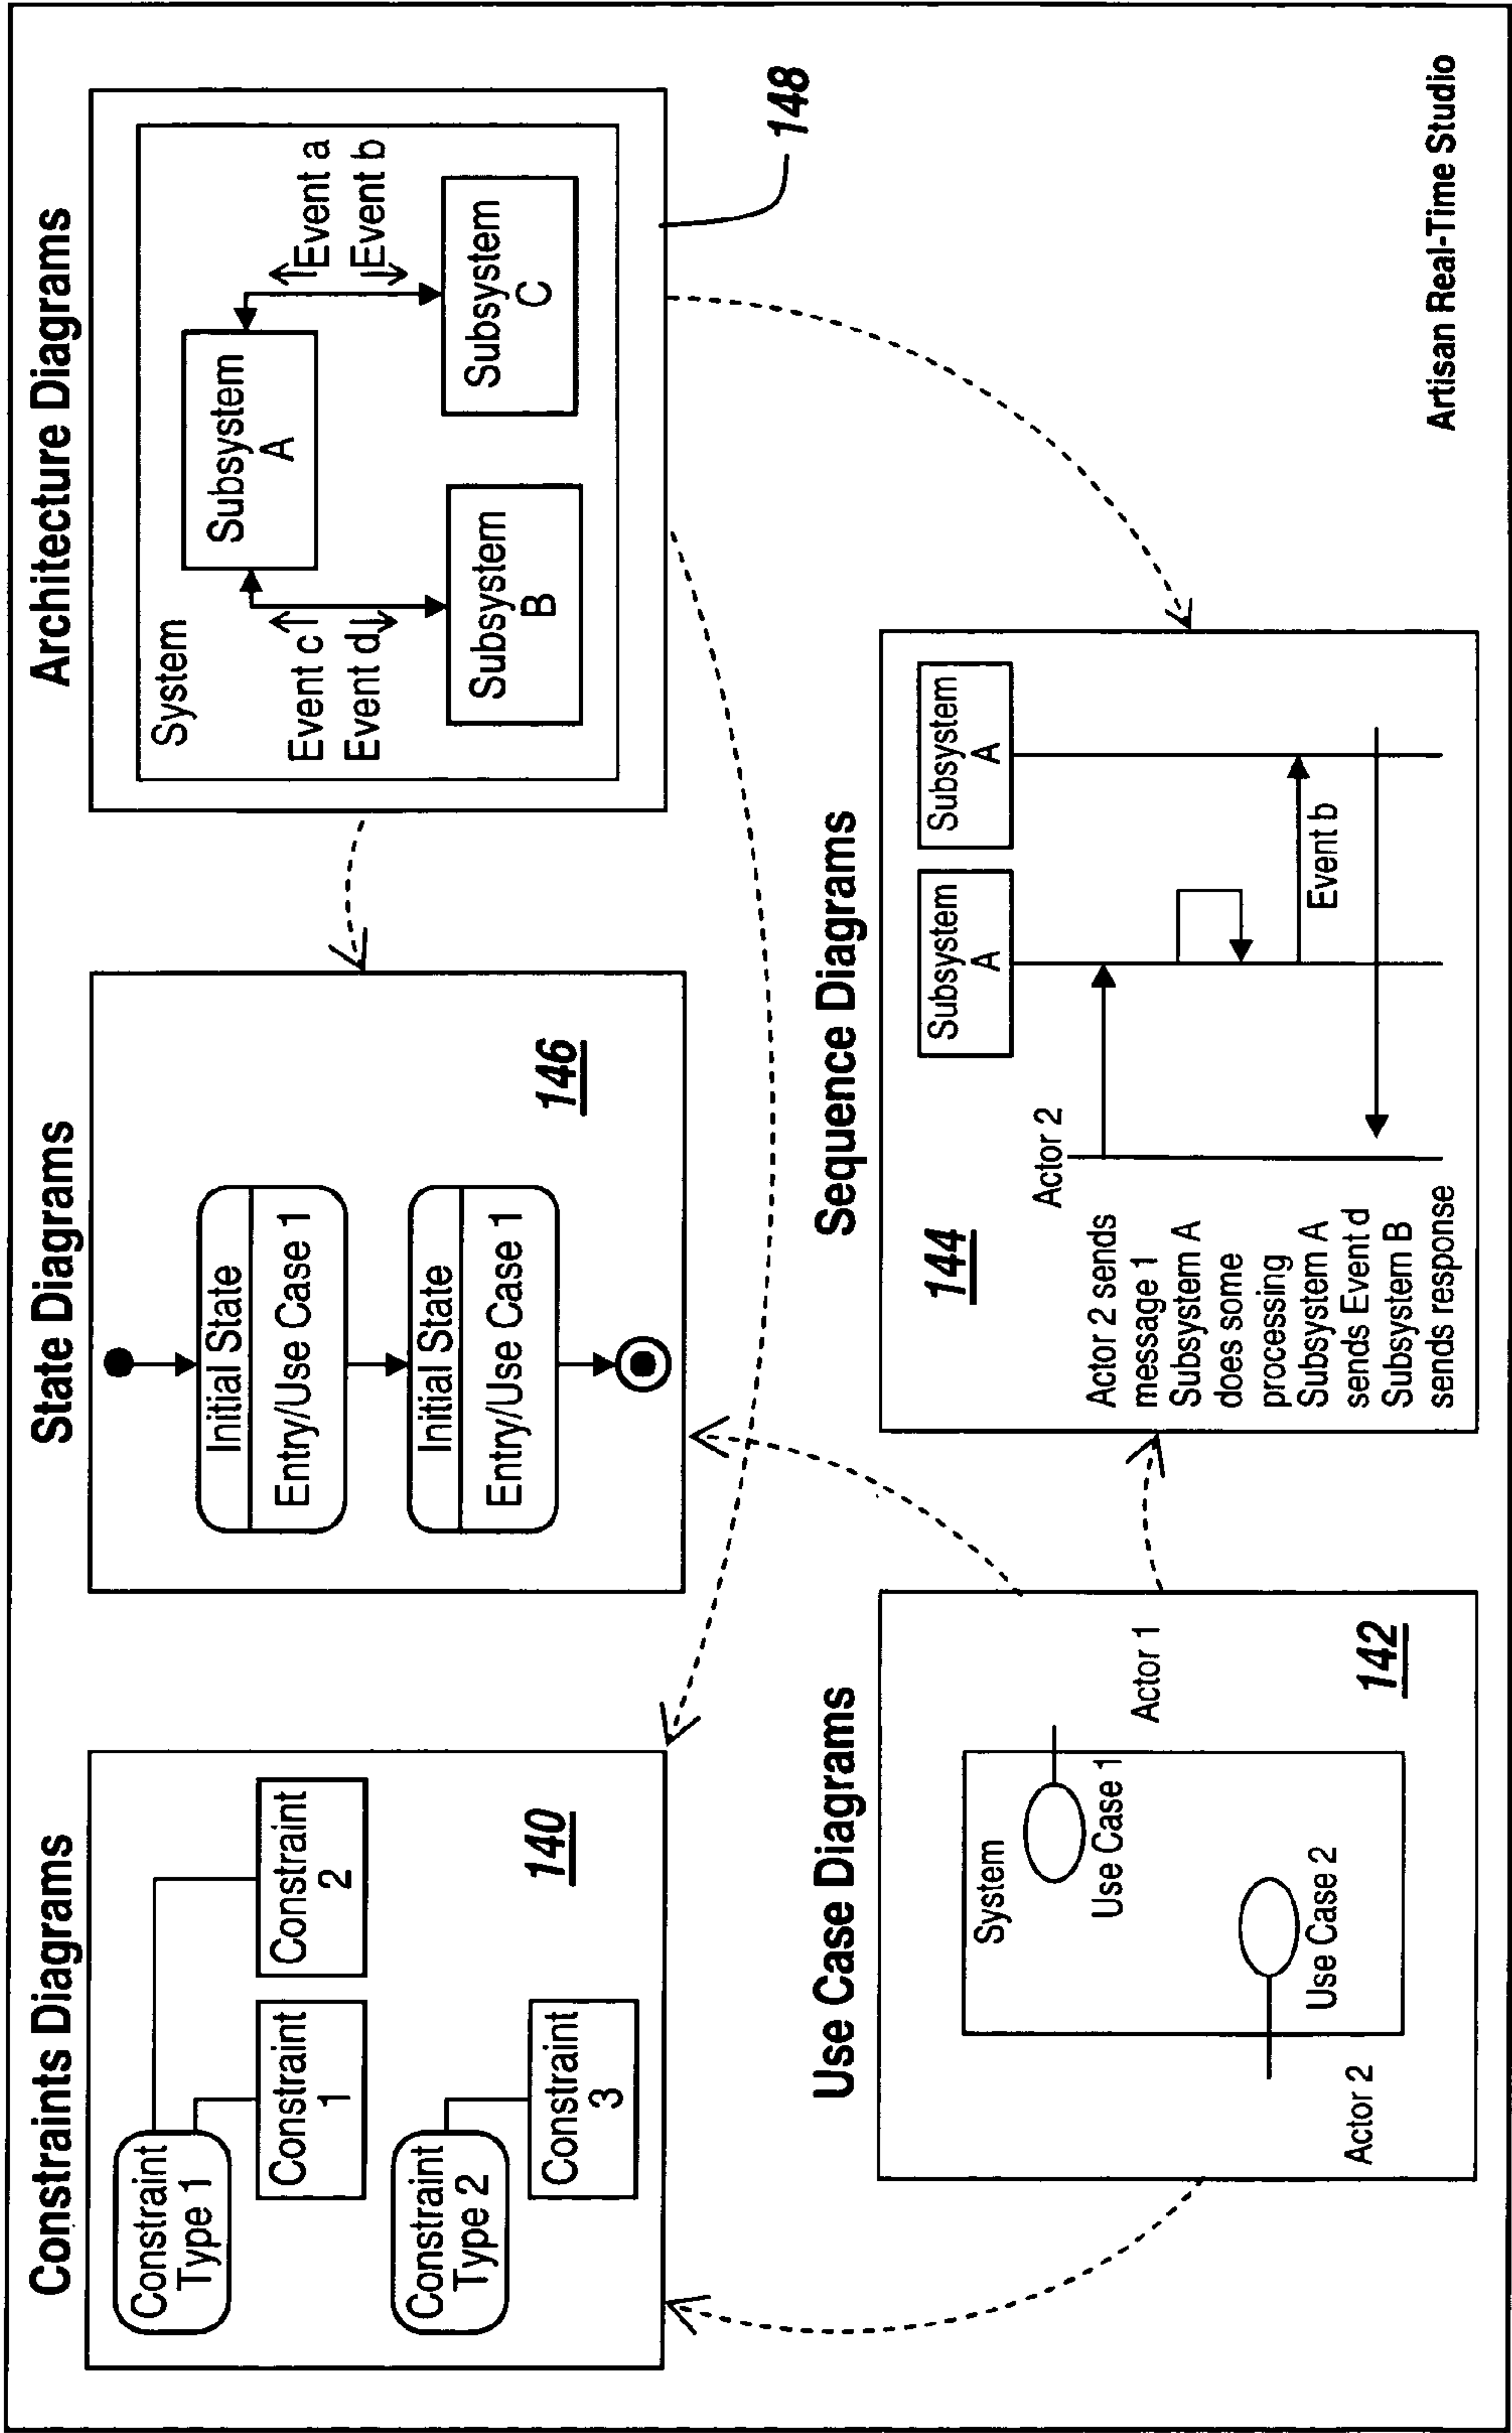 Constraints Diagrams
Constraint
Type 1
Constraint
1
Constraint
2
Constraint
Type 2
Constraint
3
140
State Diagrams
Initial State
Entry/Use Case 1
Initial State
Entry/Use Case 1
146
Architecture Diagrams
System
Subsystem
A
Event c
Event d
Event a
Event b
Subsystem
B
Subsystem
C
148
Use Case Diagrams
System
Use Case 1
Actor 1
Use Case 2
Actor 2
142
Sequence Diagrams
144
Subsystem
A
Subsystem
A
Actor 2
Actor 2 sends
message 1
Subsystem A
does some
processing
Subsystem A
sends Event d
Subsystem B
sends response
Event b
Artisan Real-Time Studio